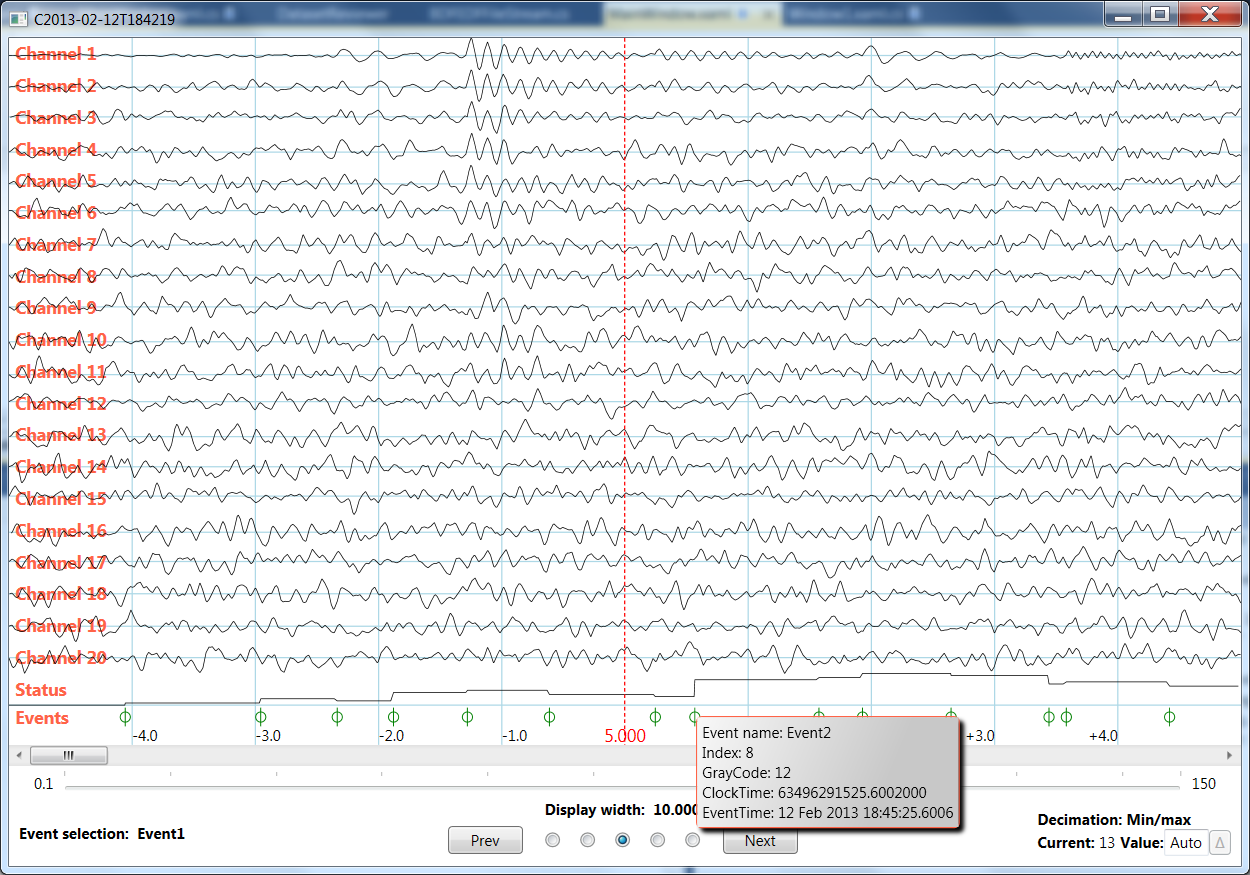 C2013-02-12T184219
Channel 1
Channel 2
Channel 3
Channel 4
Channel 5
Channel 6
Channel 7
Channel 8
Channel 9
Channel 10
Channel 11
Channel 12
Channel 13
Channel 14
Channel 15
Channel 16
Channel 17
Channel 18
Channel 19
Channel 20
Status
Events
-4.0 -3.0 -2.0 -1.0 5.000 +3.0 +4.0
Event name: Event2
Index: 8
GrayCode: 12
ClockTime: 63496291525.6002000
EventTime: 12 Feb 2013 18:45:25.6006
0.1 150
Display width: 10.000
Event selection: Event1
Prev Next
Decimation: Min/max
Current: 13 Value: Auto Δ